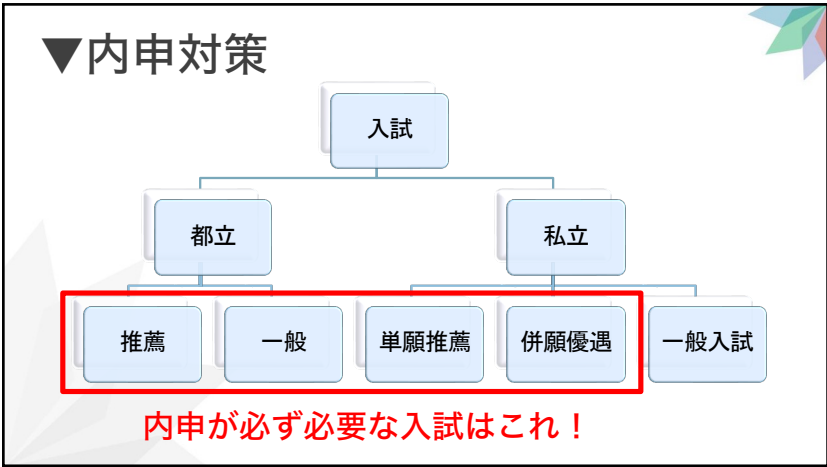 ▼内申対策
入試
都立
私立
推薦
一般
単願推薦
併願優遇
一般入試
内申が必ず必要な入試はこれ！